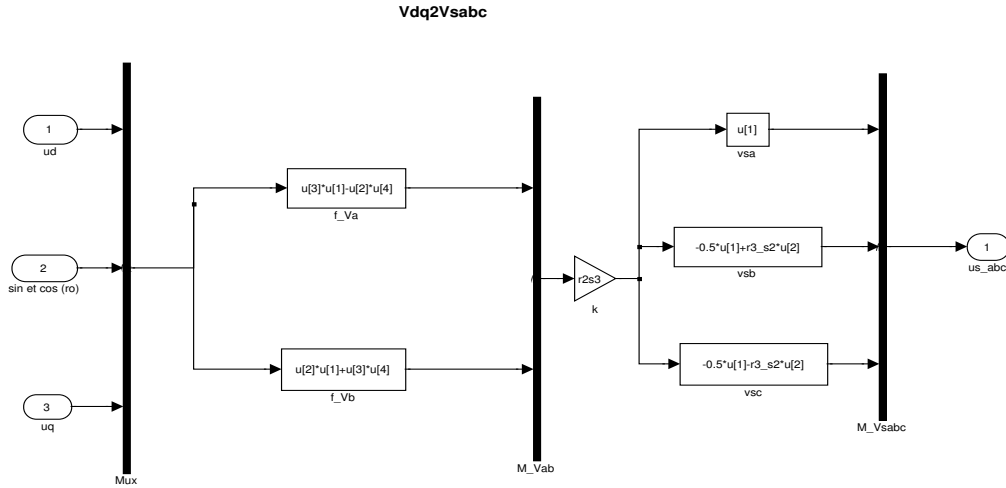 Vdq2Vsabc
1
ud
2
sin et cos (ro)
3
uq
Mux
u[3]*u[1]-u[2]*u[4]
f_Va
u[2]*u[1]+u[3]*u[4]
f_Vb
M_Vab
r2s3
k
u[1]
vsa
-0.5*u[1]+r3_s2*u[2]
vsb
-0.5*u[1]-r3_s2*u[2]
vsc
M_Vsabc
1
us_abc